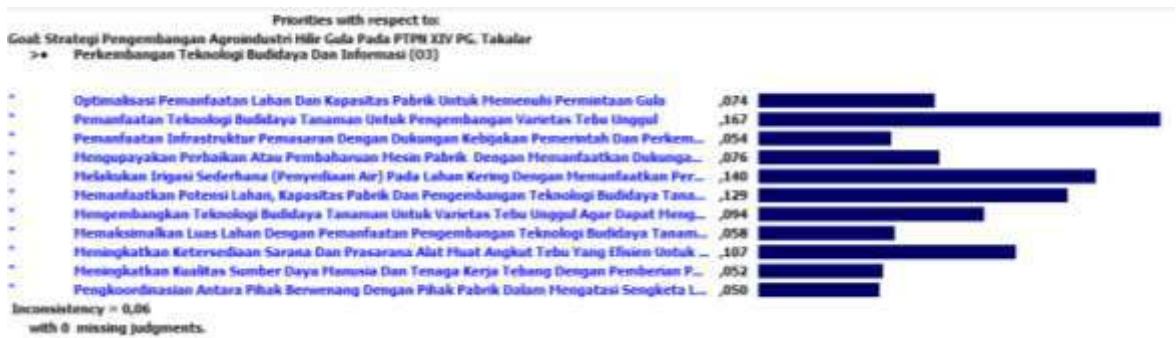 Priorities with respect to:
Goal: Strategi Pengembangan Agroindustri Hilir Gula Pada PTPN XIV PG. Takalar
>• Perkembangan Teknologi Budidaya Dan Informasi (O3)
Optimalisasi Pemanfaatan Lahan Dan Kapasitas Pabrik Untuk Memenuhi Permintaan Gula ,074
Pemanfaatan Teknologi Budidaya Tanaman Untuk Pengembangan Varietas Tebu Unggul ,167
Pemanfaatan Infrastruktur Pemasaran Dengan Dukungan Kebijakan Pemerintah Dan Perkem... ,054
Mengupayakan Perbaikan Atau Pembaharuan Mesin Pabrik Dengan Memanfaatkan Dukunga... ,076
Melakukan Irigasi Sederhana (Penyediaan Air) Pada Lahan Kering Dengan Memanfaatkan Per... ,140
Memanfaatkan Potensi Lahan, Kapasitas Pabrik Dan Pengembangan Teknologi Budidaya Tana... ,129
Mengembangkan Teknologi Budidaya Tanaman Untuk Varietas Tebu Unggul Agar Dapat Meng... ,094
Memaksimalkan Luas Lahan Dengan Pemanfaatan Pengembangan Teknologi Budidaya Tanam... ,058
Meningkatkan Ketersediaan Sarana Dan Prasarana Alat Muat Angkut Tebu Yang Efisien Untuk ... ,107
Meningkatkan Kualitas Sumber Daya Manusia Dan Tenaga Kerja Tebang Dengan Pemberian P... ,052
Pengkoordinasian Antara Pihak Berwenang Dengan Pihak Pabrik Dalam Mengatasi Sengketa L... ,050
Inconsistency = 0,06
with 0 missing judgments.